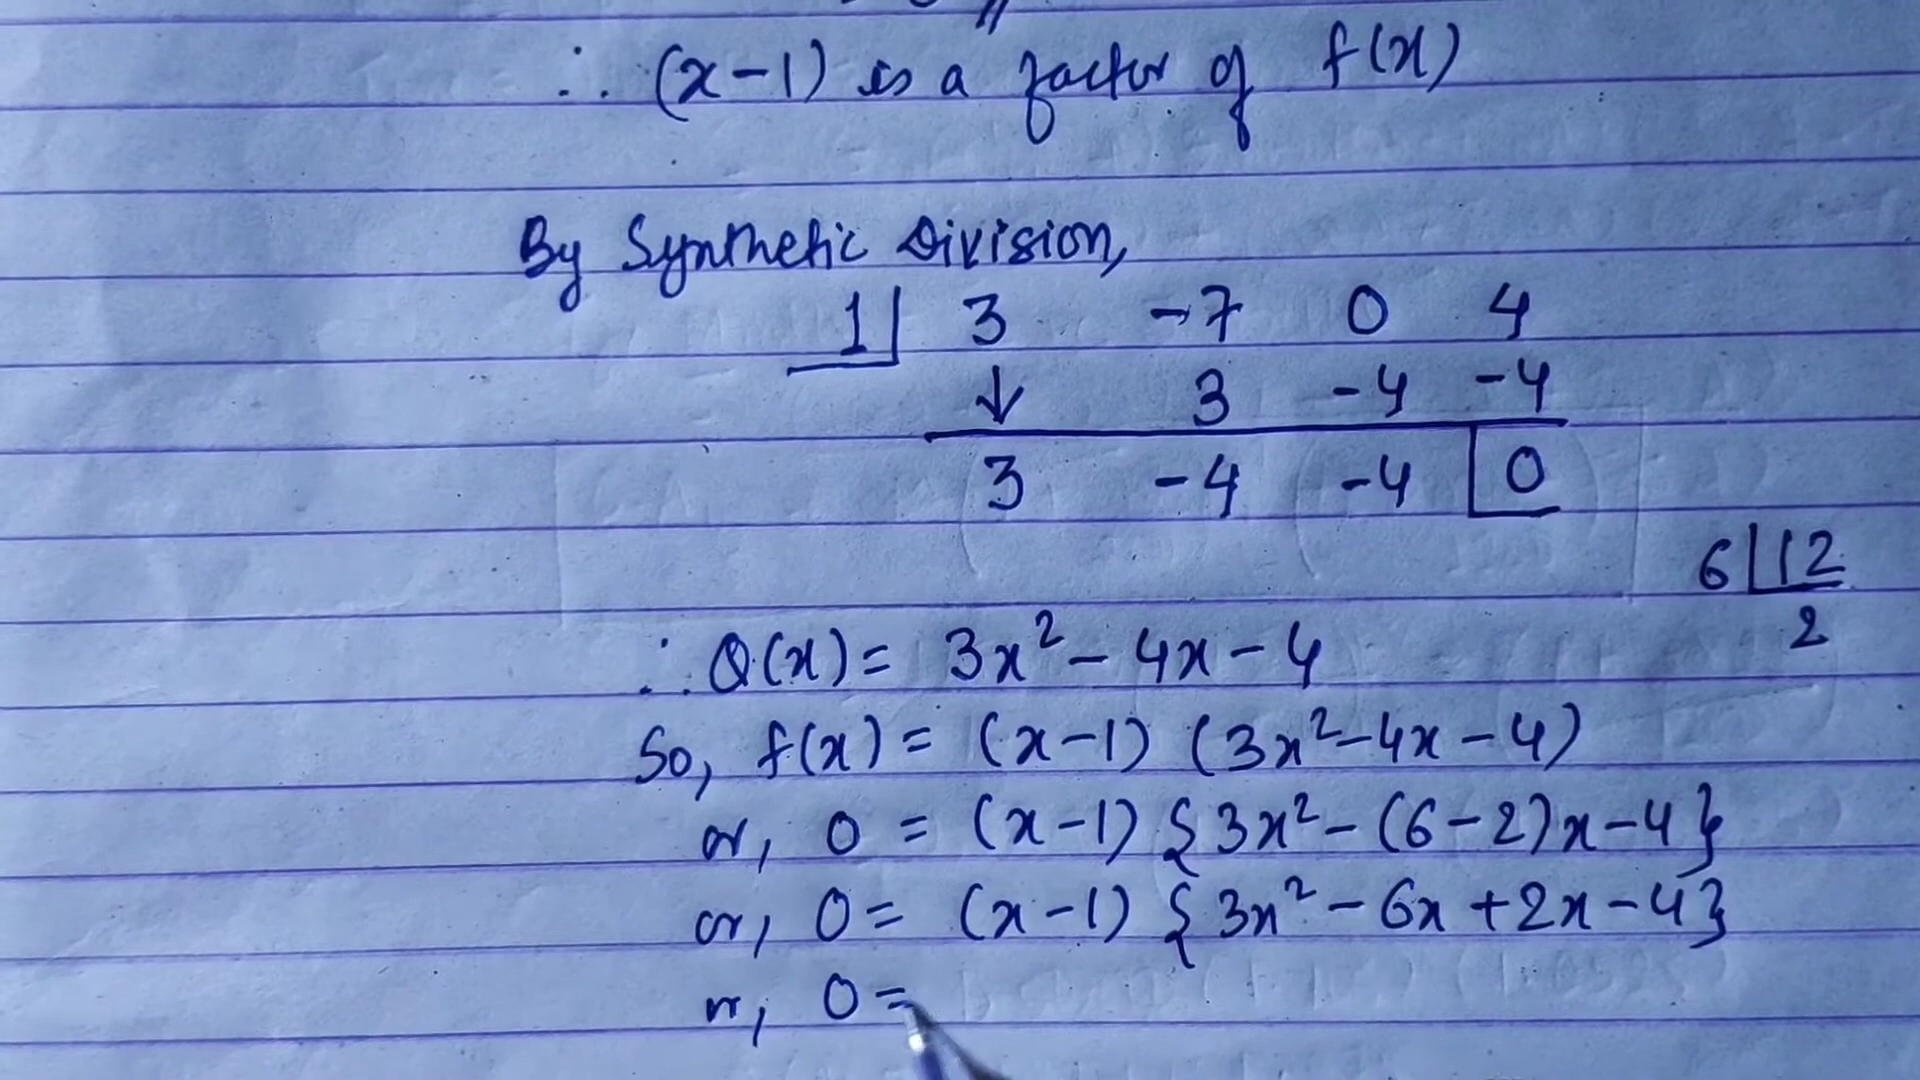 ∴ (x-1) is a factor of f(x)
By Synthetic Division,
1 3 -7 0 4
↓ 3 -4 -4
3 -4 -4 0
6 12
2
∴ Q(x) = 3x² - 4x - 4
So, f(x) = (x-1) (3x² - 4x - 4)
or, 0 = (x-1) {3x² - (6-2)x - 4}
or, 0 = (x-1) {3x² - 6x + 2x - 4}
or, 0 =